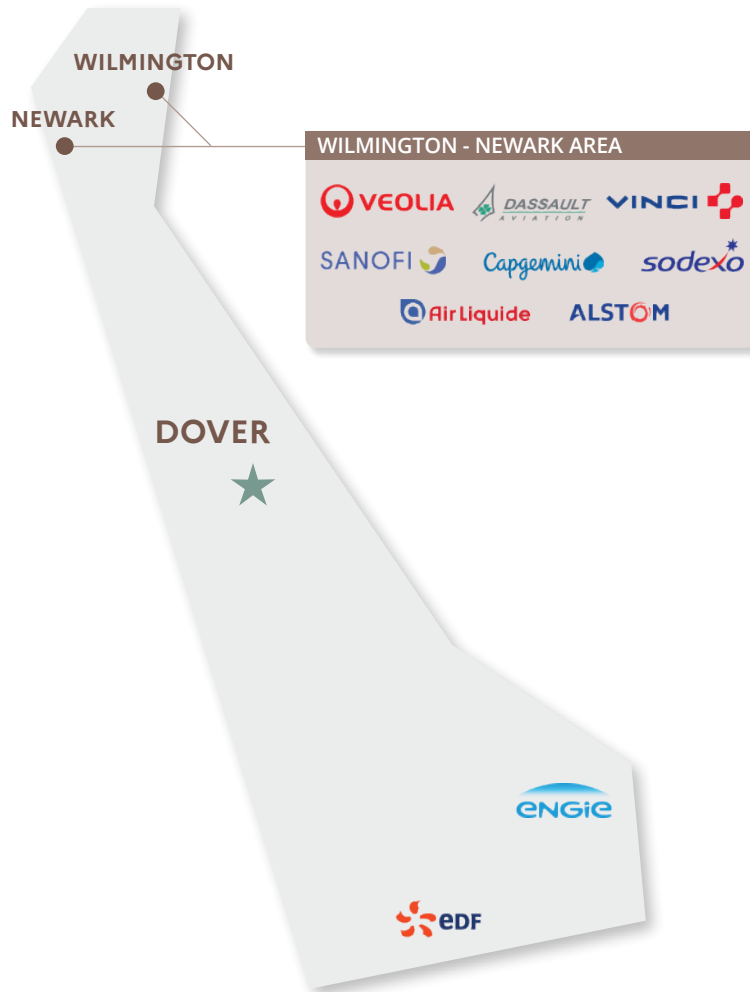 WILMINGTON
NEWARK
WILMINGTON - NEWARK AREA
VEOLIA DASSAULT AVIATION VINCI
SANOFI Capgemini sodexo
Air Liquide ALSTOM
DOVER
ENGIE
eDF